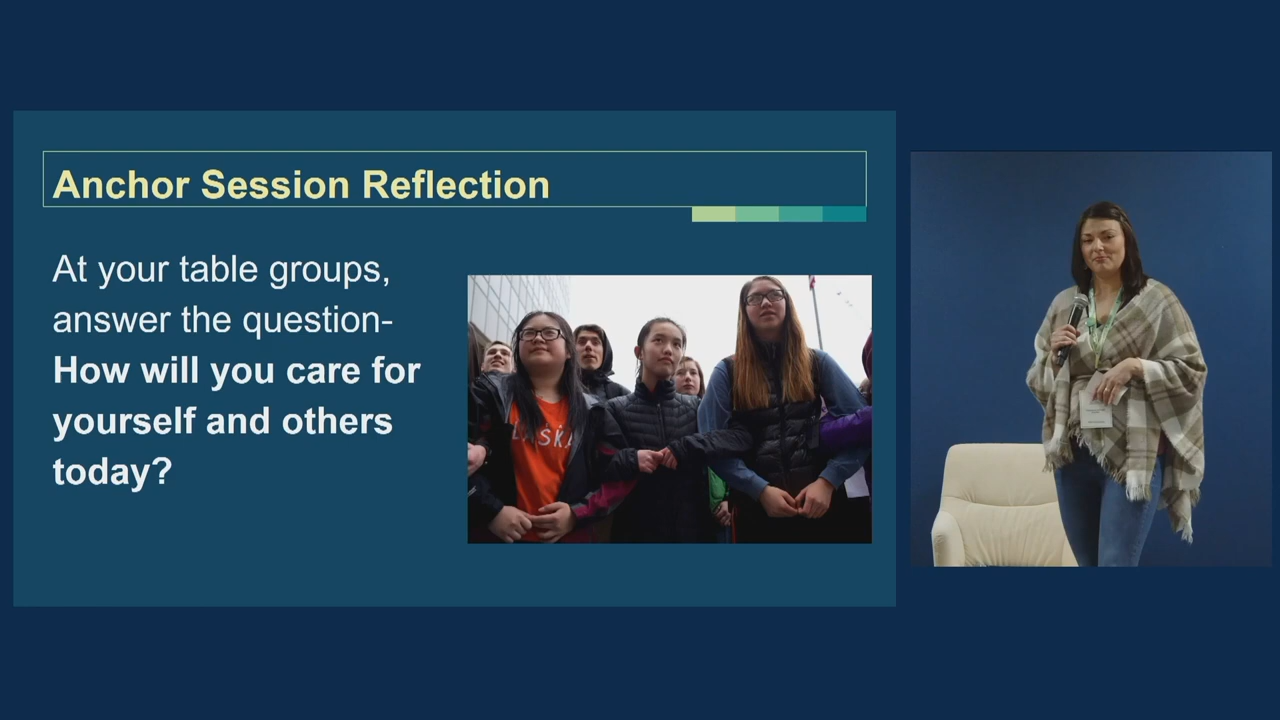 Anchor Session Reflection
At your table groups,
answer the question-
How will you care for
yourself and others
today?